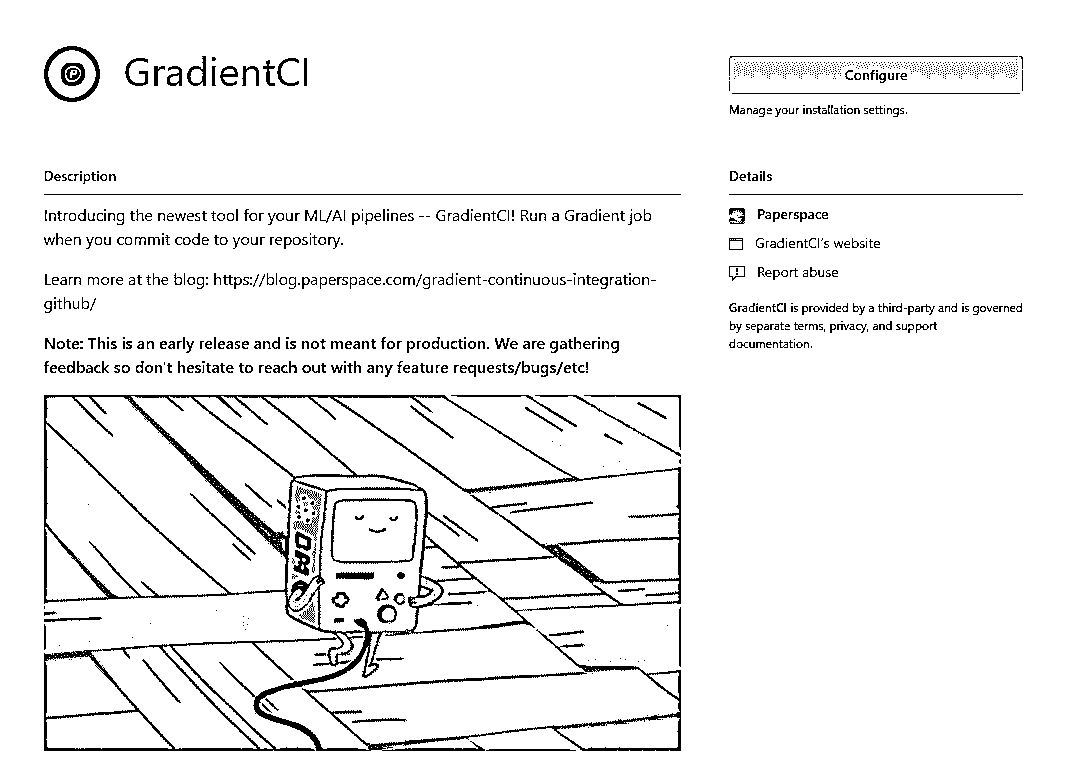 GradientCI
Configure
Manage your installation settings.
Description
Introducing the newest tool for your ML/AI pipelines -- GradientCI! Run a Gradient job
when you commit code to your repository.
Learn more at the blog: https://blog.paperspace.com/gradient-continuous-integration-
github/
Note: This is an early release and is not meant for production. We are gathering
feedback so don't hesitate to reach out with any feature requests/bugs/etc!
Details
Paperspace
GradientCI's website
Report abuse
GradientCI is provided by a third-party and is governed
by separate terms, privacy, and support
documentation.